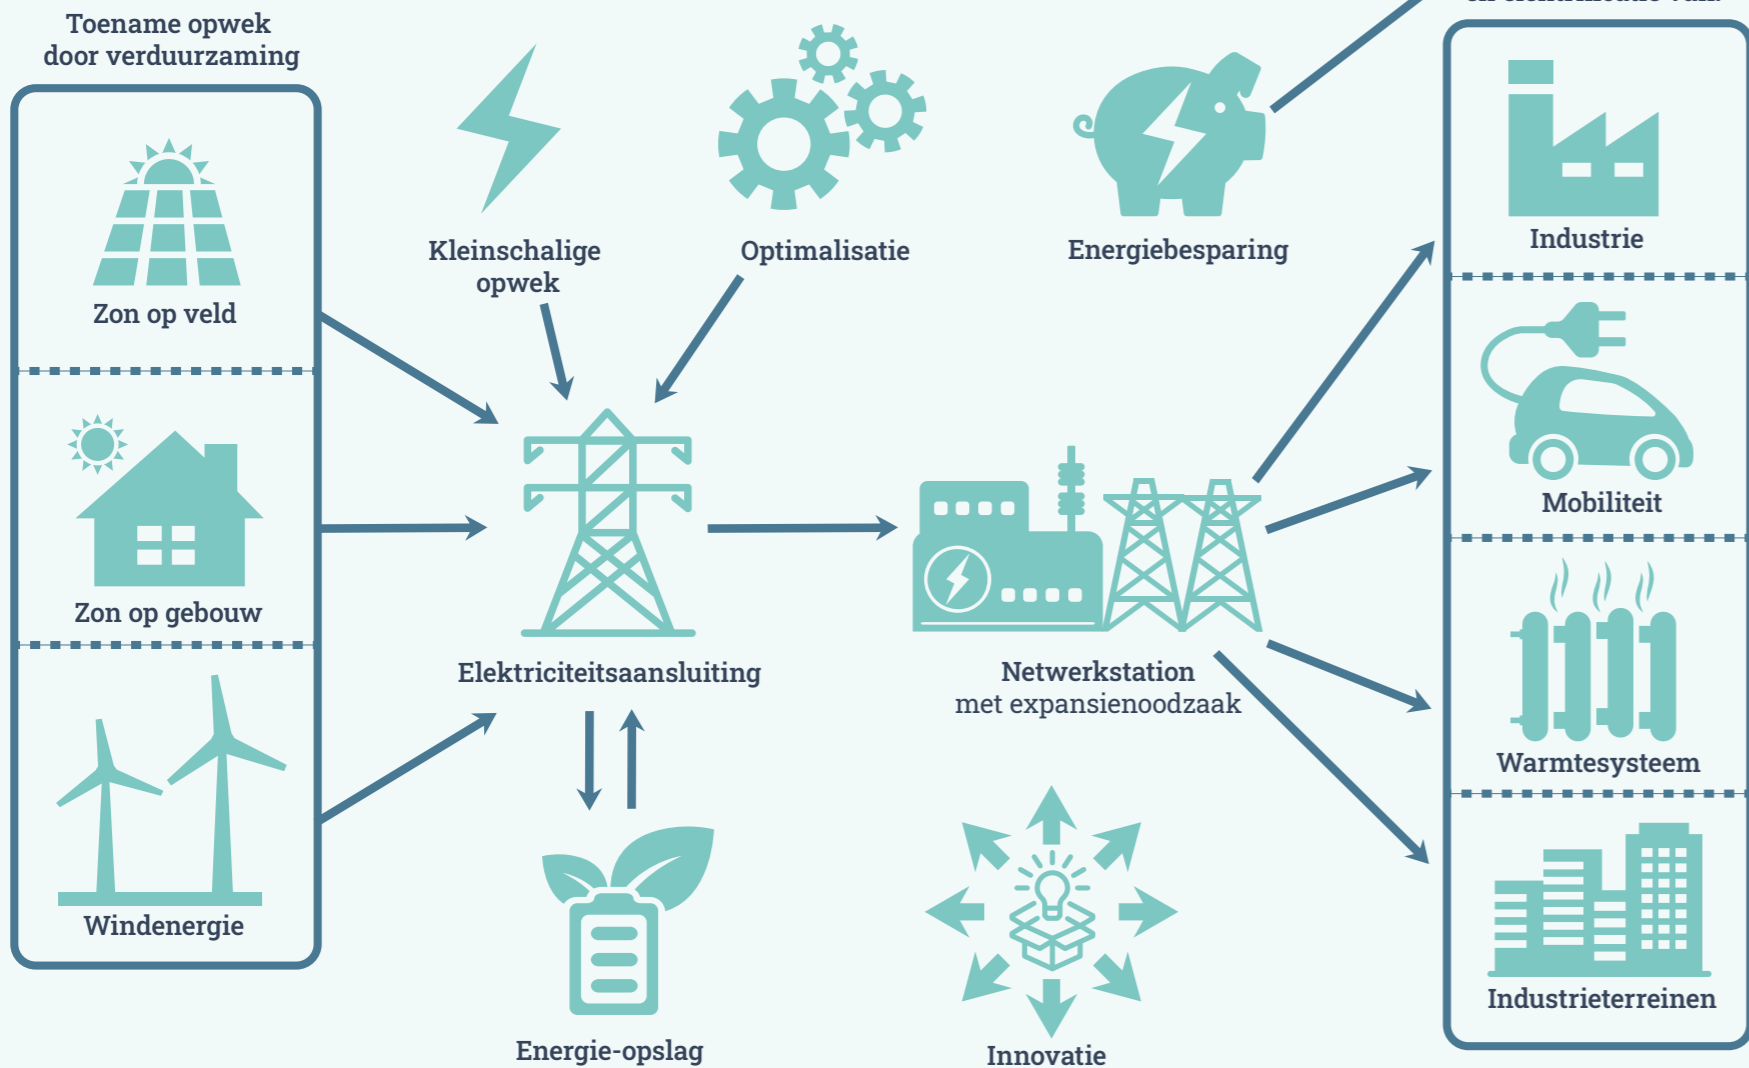 Toename opwek
door verduurzaming
Zon op veld
Zon op gebouw
Windenergie
Kleinschalige
opwek
Optimalisatie
Energiebesparing
Elektriciteitsaansluiting
Netwerkstation
met expansienoodzaak
Energie-opslag
Innovatie
Industrie
Mobiliteit
Warmtesysteem
Industrieterreinen